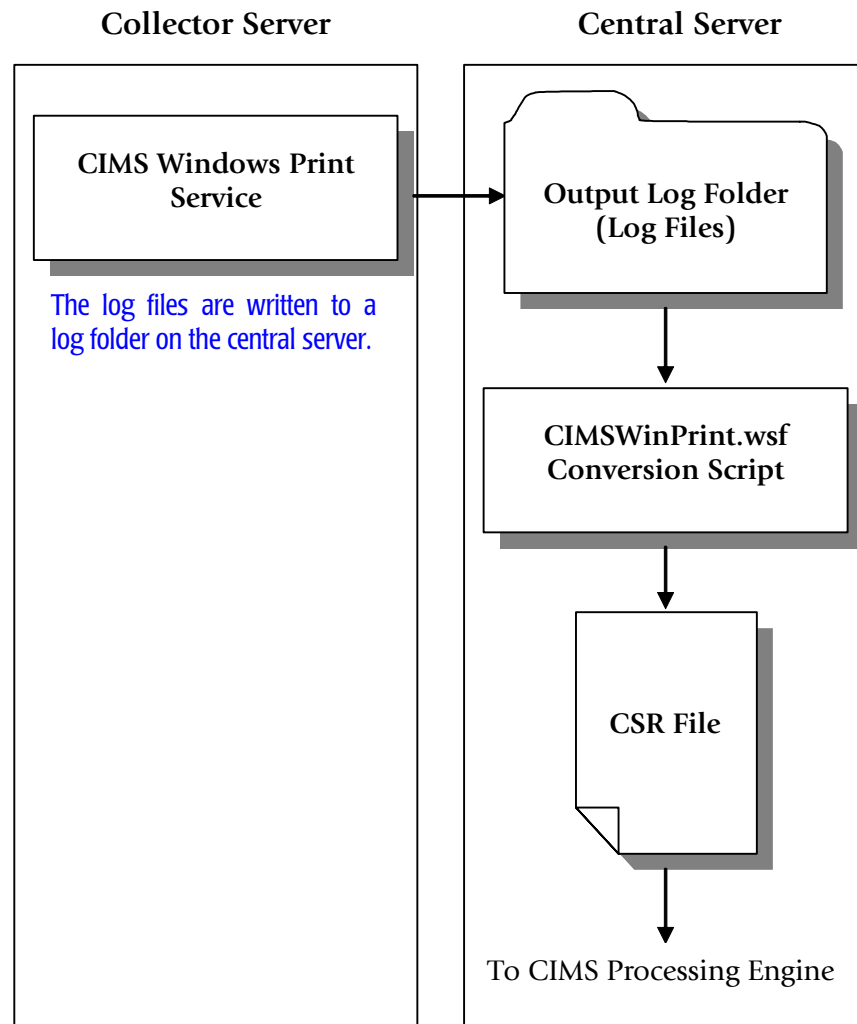 Collector Server
Central Server
CIMS Windows Print
Service
The log files are written to a
log folder on the central server.
Output Log Folder
(Log Files)
CIMSWinPrint.wsf
Conversion Script
CSR File
To CIMS Processing Engine